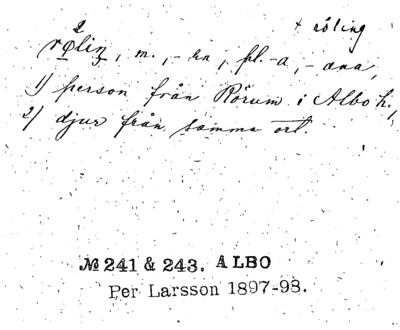 + röling
2
rølin, m., -en, pl. -a, -ana,
1) person från Rörum i Albo h.,
2) djur från samma ort.
№ 241 & 243. ALBO
Per Larsson 1897-98.